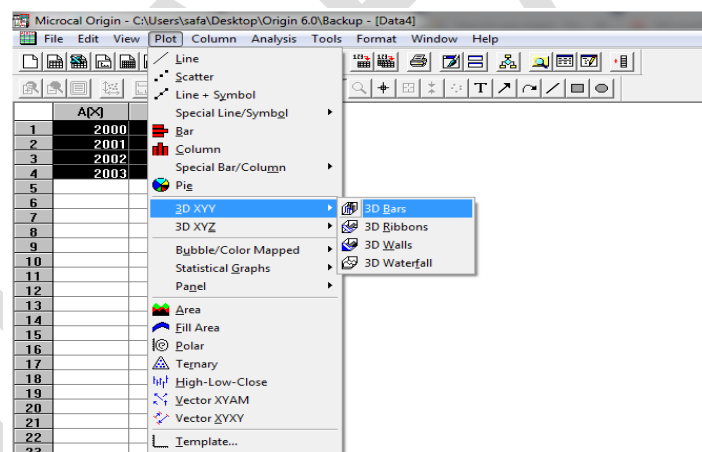 Microcal Origin - C:\Users\safa\Desktop\Origin 6.0\Backup - [Data4]
File Edit View Plot Column Analysis Tools Format Window Help
Line
Scatter
Line + Symbol
Special Line/Symbol
Bar
Column
Special Bar/Column
Pie
3D XYY
3D XYZ
Bubble/Color Mapped
Statistical Graphs
Panel
Area
Fill Area
Polar
Ternary
High-Low-Close
Vector XYAM
Vector XYXY
Template...
3D Bars
3D Ribbons
3D Walls
3D Waterfall
T
A(X)
1 2000
2 2001
3 2002
4 2003
5
6
7
8
9
10
11
12
13
14
15
16
17
18
19
20
21
22
23